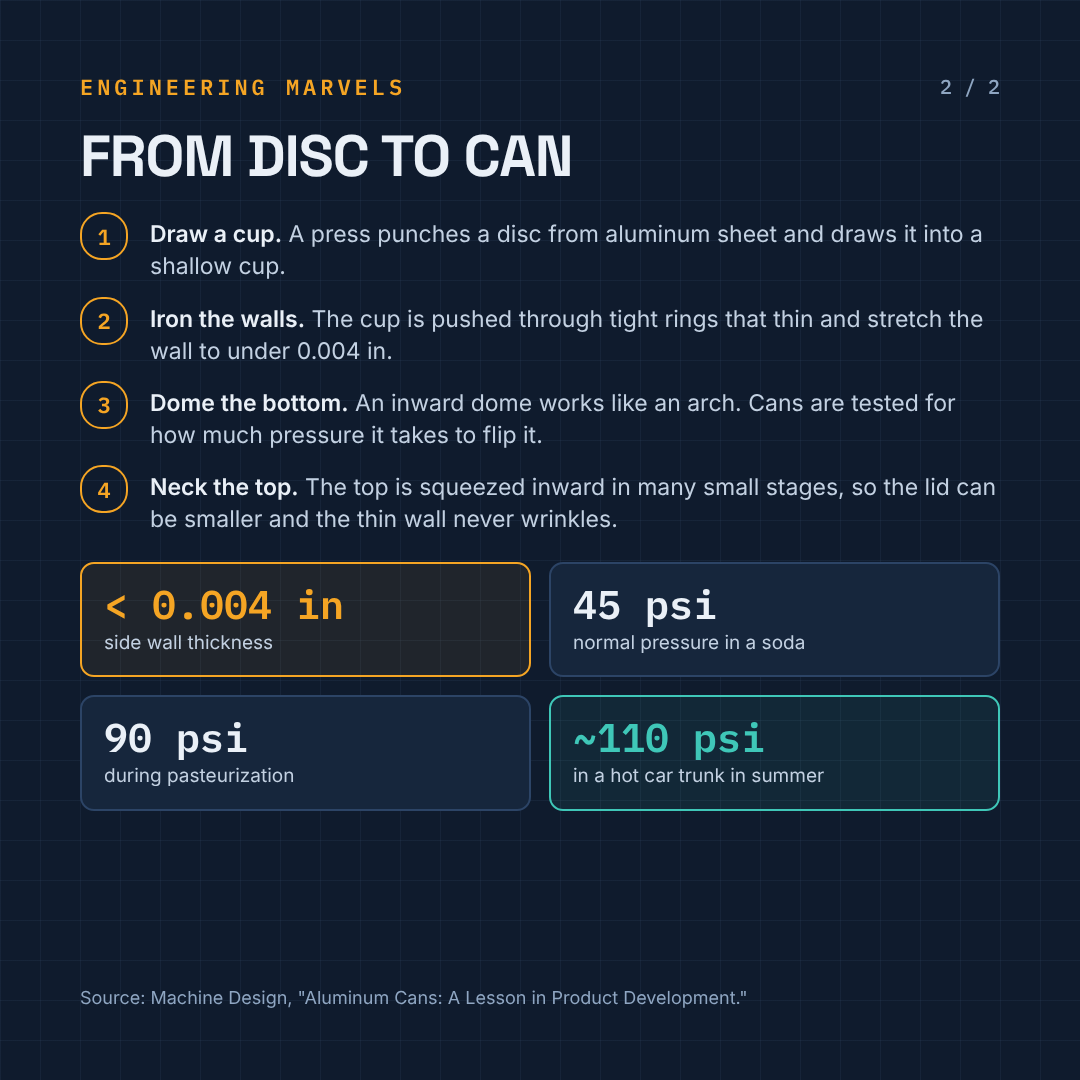 ENGINEERING MARVELS
2 / 2
FROM DISC TO CAN
1
Draw a cup. A press punches a disc from aluminum sheet and draws it into a
shallow cup.
2
Iron the walls. The cup is pushed through tight rings that thin and stretch the
wall to under 0.004 in.
3
Dome the bottom. An inward dome works like an arch. Cans are tested for
how much pressure it takes to flip it.
4
Neck the top. The top is squeezed inward in many small stages, so the lid can
be smaller and the thin wall never wrinkles.
< 0.004 in
side wall thickness
45 psi
normal pressure in a soda
90 psi
during pasteurization
~110 psi
in a hot car trunk in summer
Source: Machine Design, "Aluminum Cans: A Lesson in Product Development."